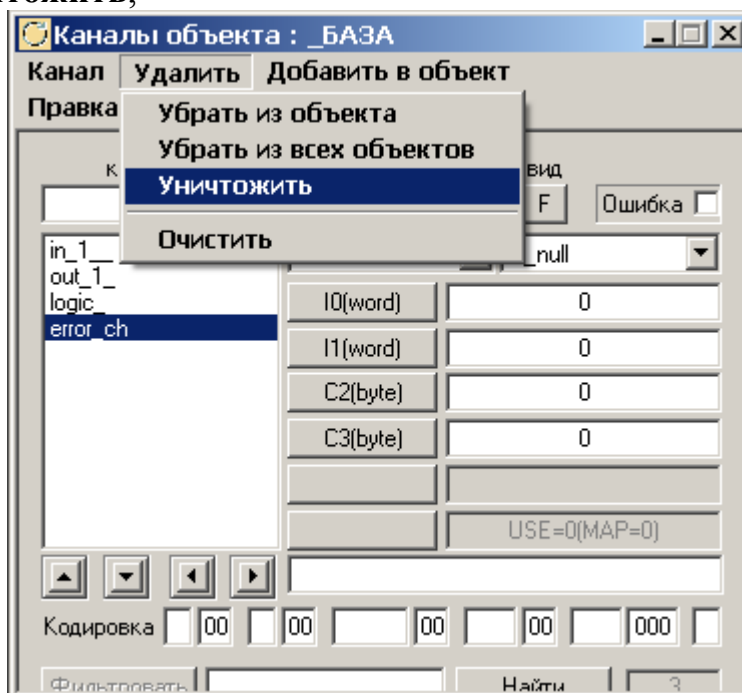 Каналы объекта : _БАЗА
Канал Удалить Добавить в объект
Правка
Убрать из объекта
Убрать из всех объектов
Уничтожить
Очистить
к вид
F Ошибка
in_1__ _null
out_1_
logic_
error_ch
I0(word) 0
I1(word) 0
C2(byte) 0
C3(byte) 0
USE=0(MAP=0)
Кодировка 00 00 00 00 000
Фильтровать Найти 3